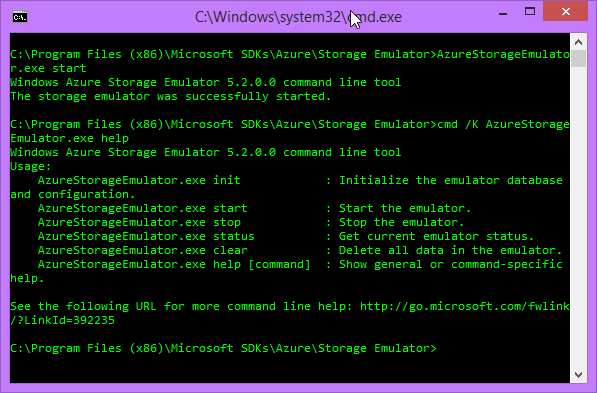 C:\Windows\system32\cmd.exe
C:\Program Files (x86)\Microsoft SDKs\Azure\Storage Emulator>AzureStorageEmulato
r.exe start
Windows Azure Storage Emulator 5.2.0.0 command line tool
The storage emulator was successfully started.
C:\Program Files (x86)\Microsoft SDKs\Azure\Storage Emulator>cmd /K AzureStorage
Emulator.exe help
Windows Azure Storage Emulator 5.2.0.0 command line tool
Usage:
    AzureStorageEmulator.exe init            : Initialize the emulator database
and configuration.
    AzureStorageEmulator.exe start           : Start the emulator.
    AzureStorageEmulator.exe stop            : Stop the emulator.
    AzureStorageEmulator.exe status          : Get current emulator status.
    AzureStorageEmulator.exe clear           : Delete all data in the emulator.
    AzureStorageEmulator.exe help [command]  : Show general or command-specific
help.
See the following URL for more command line help: http://go.microsoft.com/fwlink
/?LinkId=392235
C:\Program Files (x86)\Microsoft SDKs\Azure\Storage Emulator>